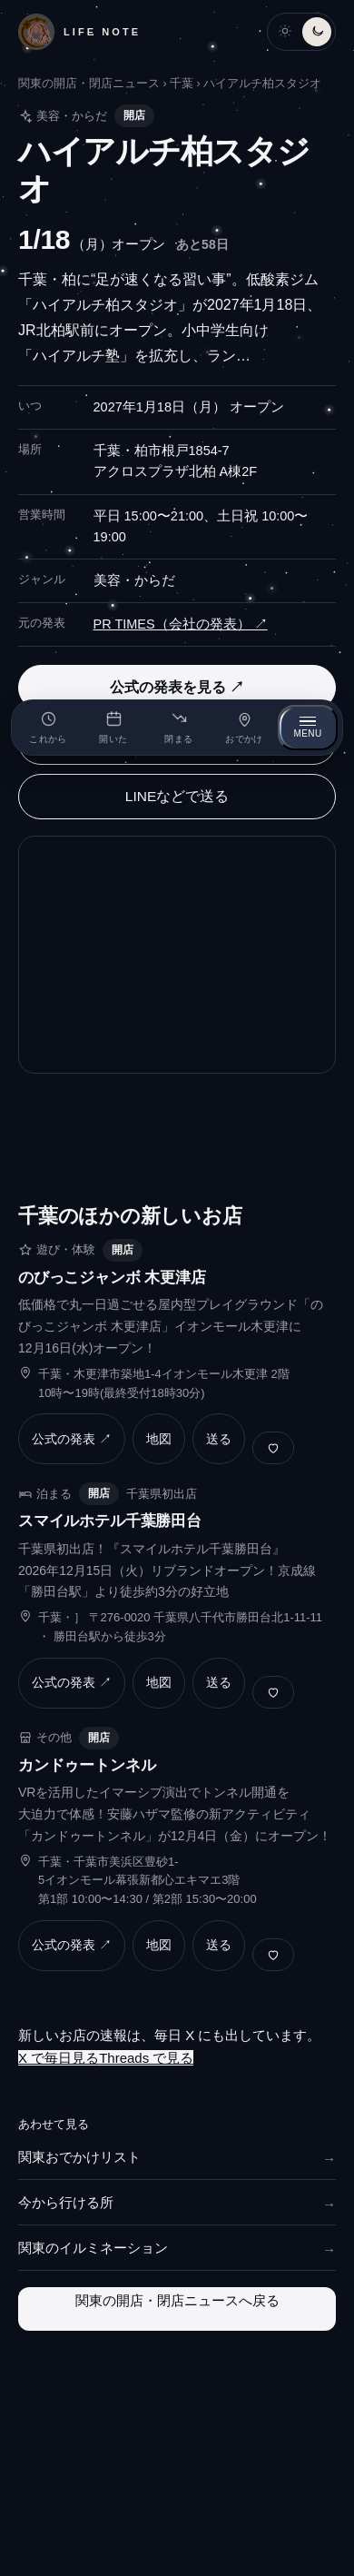 LIFE NOTE
関東の開店・閉店ニュース › 千葉 › ハイアルチ柏スタジオ
美容・からだ 開店
ハイアルチ柏スタジ
オ
1/18（月）オープン あと58日
千葉・柏に“足が速くなる習い事”。低酸素ジム
「ハイアルチ柏スタジオ」が2027年1月18日、
JR北柏駅前にオープン。小中学生向け
「ハイアルチ塾」を拡充し、ラン…
いつ 2027年1月18日（月） オープン
場所 千葉・柏市根戸1854-7
アクロスプラザ北柏 A棟2F
営業時間 平日 15:00〜21:00、土日祝 10:00〜
19:00
ジャンル 美容・からだ
元の発表 PR TIMES（会社の発表） ↗
公式の発表を見る ↗
これから 開いた 閉まる おでかけ MENU
LINEなどで送る
千葉のほかの新しいお店
遊び・体験 開店
のびっこジャンボ 木更津店
低価格で丸一日過ごせる屋内型プレイグラウンド「の
びっこジャンボ 木更津店」イオンモール木更津に
12月16日(水)オープン！
千葉・木更津市築地1-4イオンモール木更津 2階
10時〜19時(最終受付18時30分)
公式の発表 ↗ 地図 送る
泊まる 開店 千葉県初出店
スマイルホテル千葉勝田台
千葉県初出店！『スマイルホテル千葉勝田台』
2026年12月15日（火）リブランドオープン！京成線
「勝田台駅」より徒歩約3分の好立地
千葉・］ 〒276-0020 千葉県八千代市勝田台北1-11-11
・ 勝田台駅から徒歩3分
公式の発表 ↗ 地図 送る
その他 開店
カンドゥートンネル
VRを活用したイマーシブ演出でトンネル開通を
大迫力で体感！安藤ハザマ監修の新アクティビティ
「カンドゥートンネル」が12月4日（金）にオープン！
千葉・千葉市美浜区豊砂1-
5イオンモール幕張新都心エキマエ3階
第1部 10:00〜14:30 / 第2部 15:30〜20:00
公式の発表 ↗ 地図 送る
新しいお店の速報は、毎日 X にも出しています。
X で毎日見るThreads で見る
あわせて見る
関東おでかけリスト →
今から行ける所 →
関東のイルミネーション →
関東の開店・閉店ニュースへ戻る